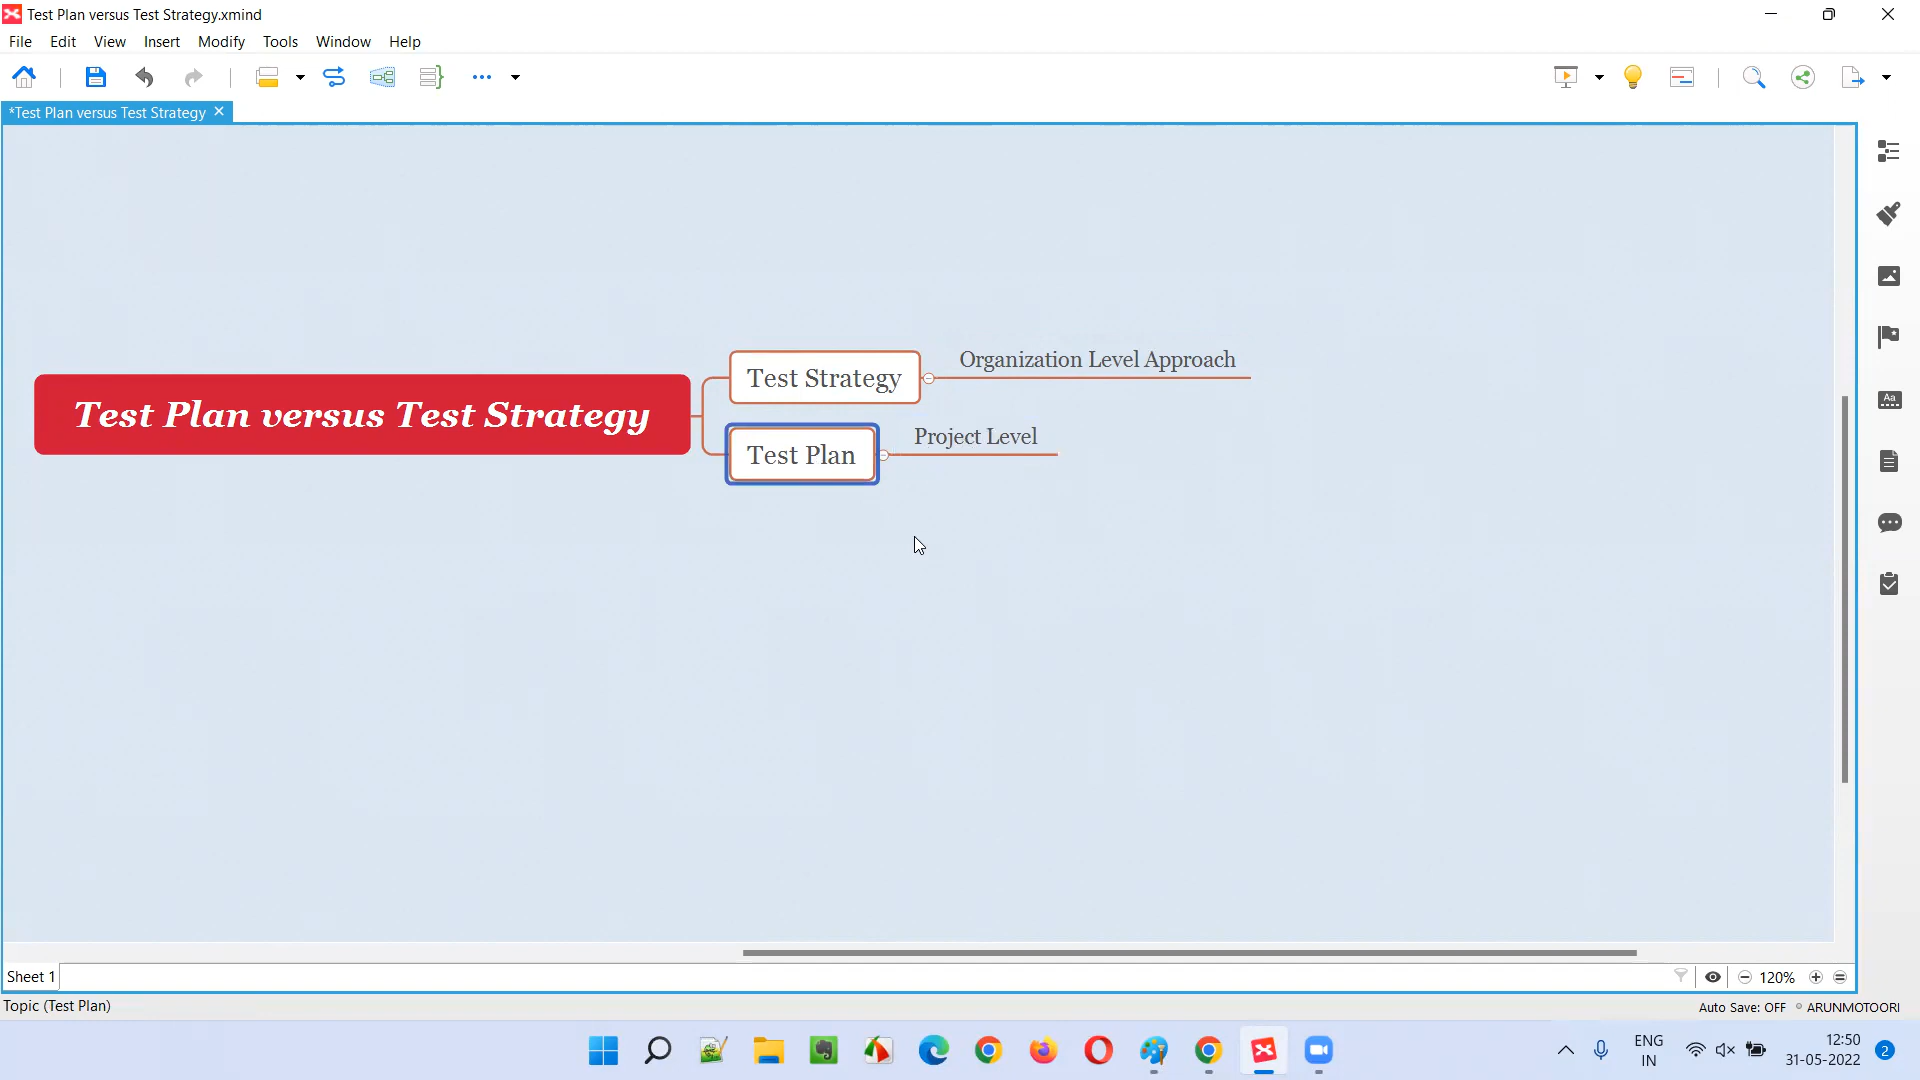 Test Plan versus Test Strategy.xmind
File Edit View Insert Modify Tools Window Help
*Test Plan versus Test Strategy
Test Plan versus Test Strategy
Test Strategy
Organization Level Approach
Test Plan
Project Level
Aa
Sheet 1
120%
Topic (Test Plan)
Auto Save: OFF
ARUNMOTOORI
ENG
IN
12:50
31-05-2022
2